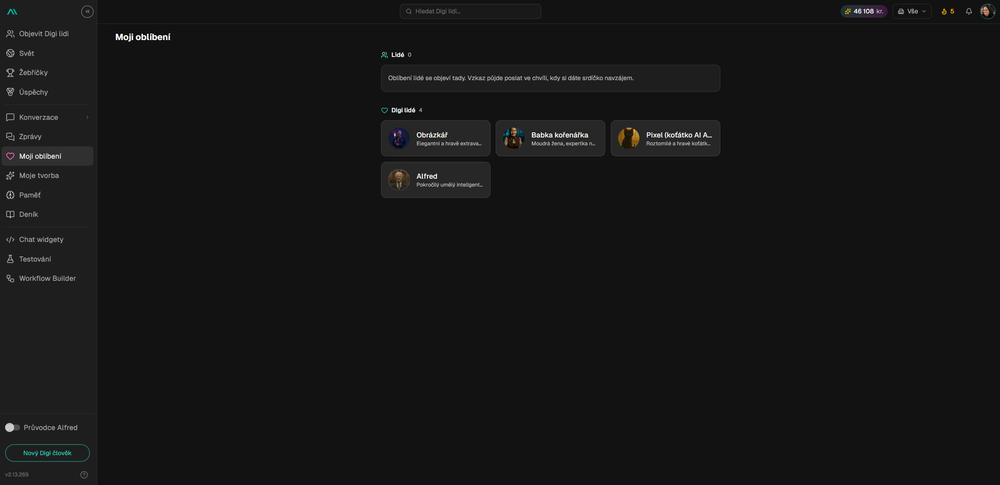 Objevit Digi lidi
Svět
Žebříčky
Úspěchy
Konverzace
Zprávy
Moji oblíbení
Moje tvorba
Paměť
Deník
Chat widgety
Testování
Workflow Builder
Průvodce Alfred
Nový Digi člověk
v2.13.269
Hledat Digi lidi...
46 108 kr.
Vše
5
Moji oblíbení
Lidé 0
Oblíbení lidé se objeví tady. Vzkaz půjde poslat ve chvíli, kdy si dáte srdíčko navzájem.
Digi lidé 4
Obrázkář
Elegantní a hravě extrava...
Babka kořenářka
Moudrá žena, expertka n...
Pixel (koťátko AI A...
Roztomilé a hravé koťátk...
Alfred
Pokročilý umělý inteligent...